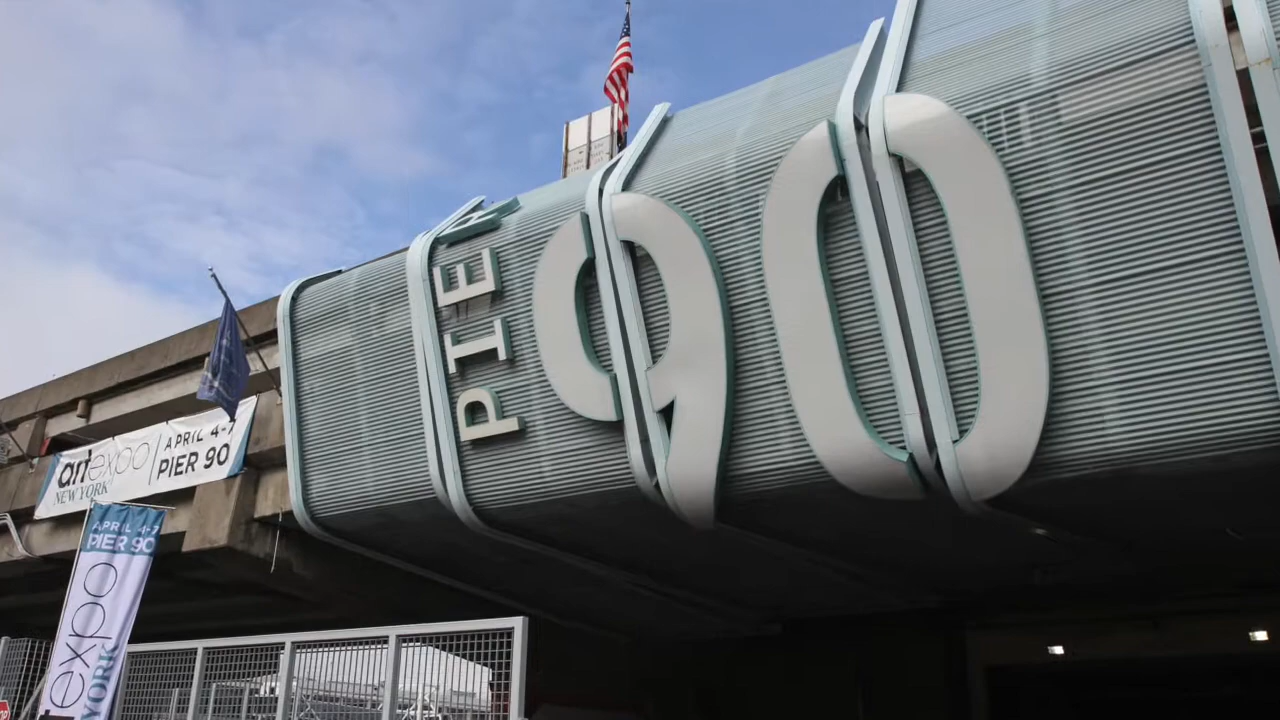 PIER
90
artexpo
NEW YORK
APRIL 4-7
PIER 90
APRIL 4-7
PIER 90
expo
YORK